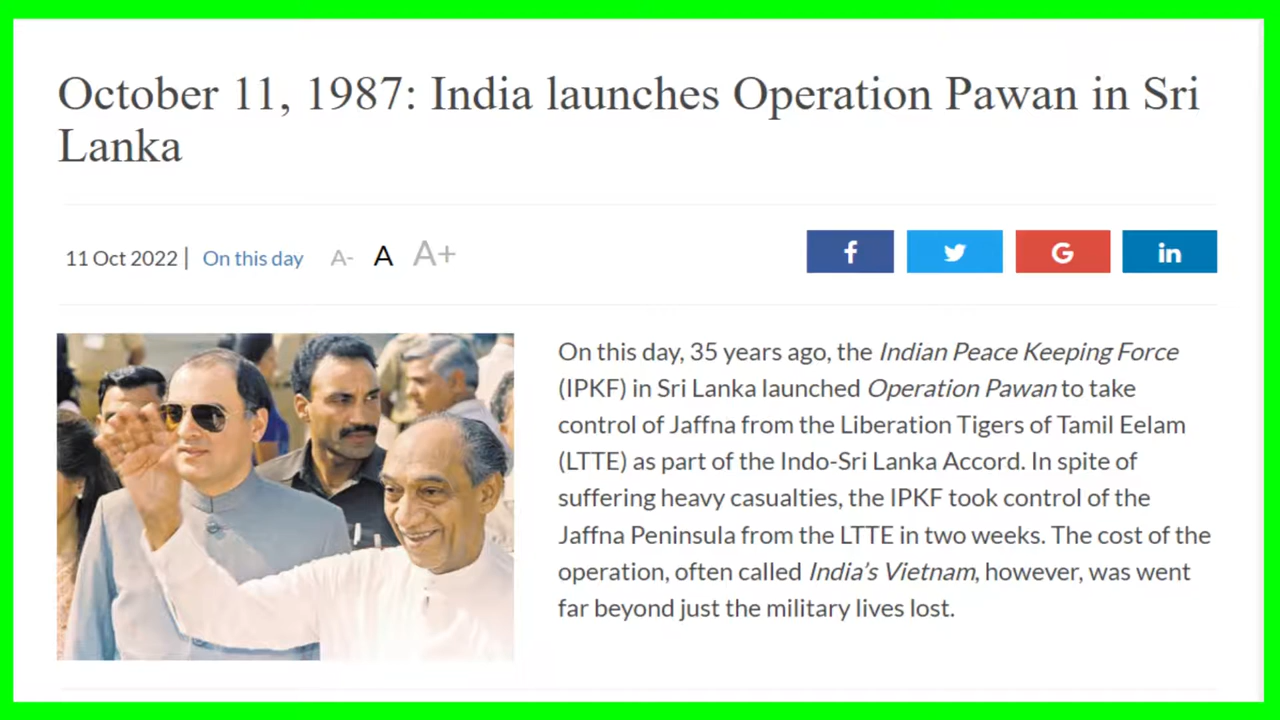 October 11, 1987: India launches Operation Pawan in Sri
Lanka
11 Oct 2022 | On this day A- A A+
f G in
On this day, 35 years ago, the Indian Peace Keeping Force
(IPKF) in Sri Lanka launched Operation Pawan to take
control of Jaffna from the Liberation Tigers of Tamil Eelam
(LTTE) as part of the Indo-Sri Lanka Accord. In spite of
suffering heavy casualties, the IPKF took control of the
Jaffna Peninsula from the LTTE in two weeks. The cost of the
operation, often called India's Vietnam, however, was went
far beyond just the military lives lost.